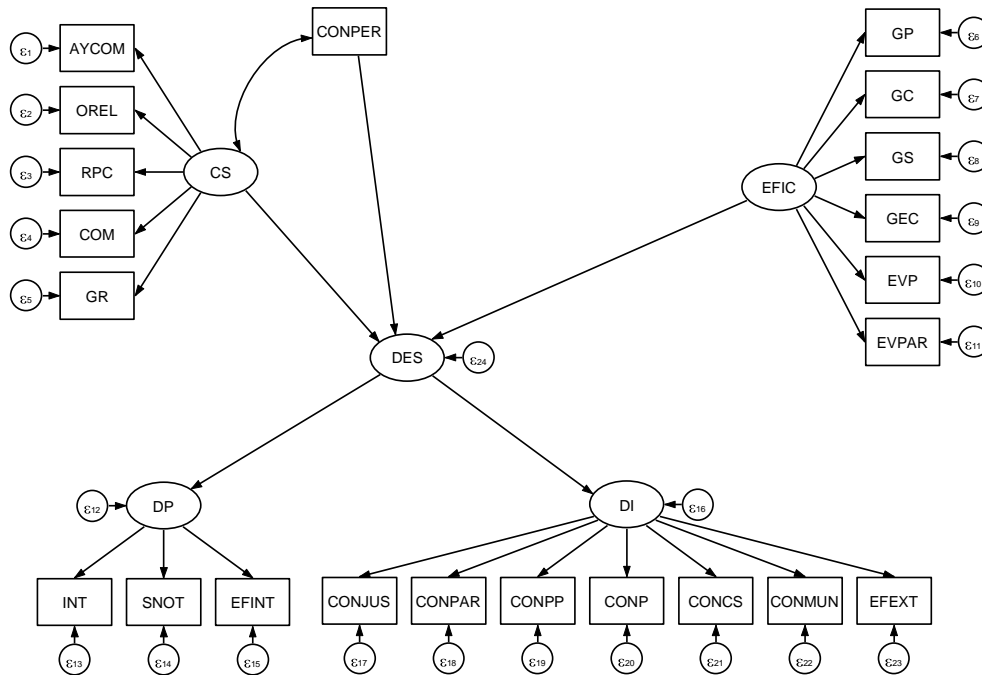 CONPER
ε1 AYCOM
ε2 OREL
ε3 RPC
ε4 COM
ε5 GR
CS
EFIC
GP ε6
GC ε7
GS ε8
GEC ε9
EVP ε10
EVPAR ε11
DES ε24
ε12 DP
DI ε16
INT SNOT EFINT
CONJUS CONPAR CONPP CONP CONCS CONMUN EFEXT
ε13 ε14 ε15
ε17 ε18 ε19 ε20 ε21 ε22 ε23